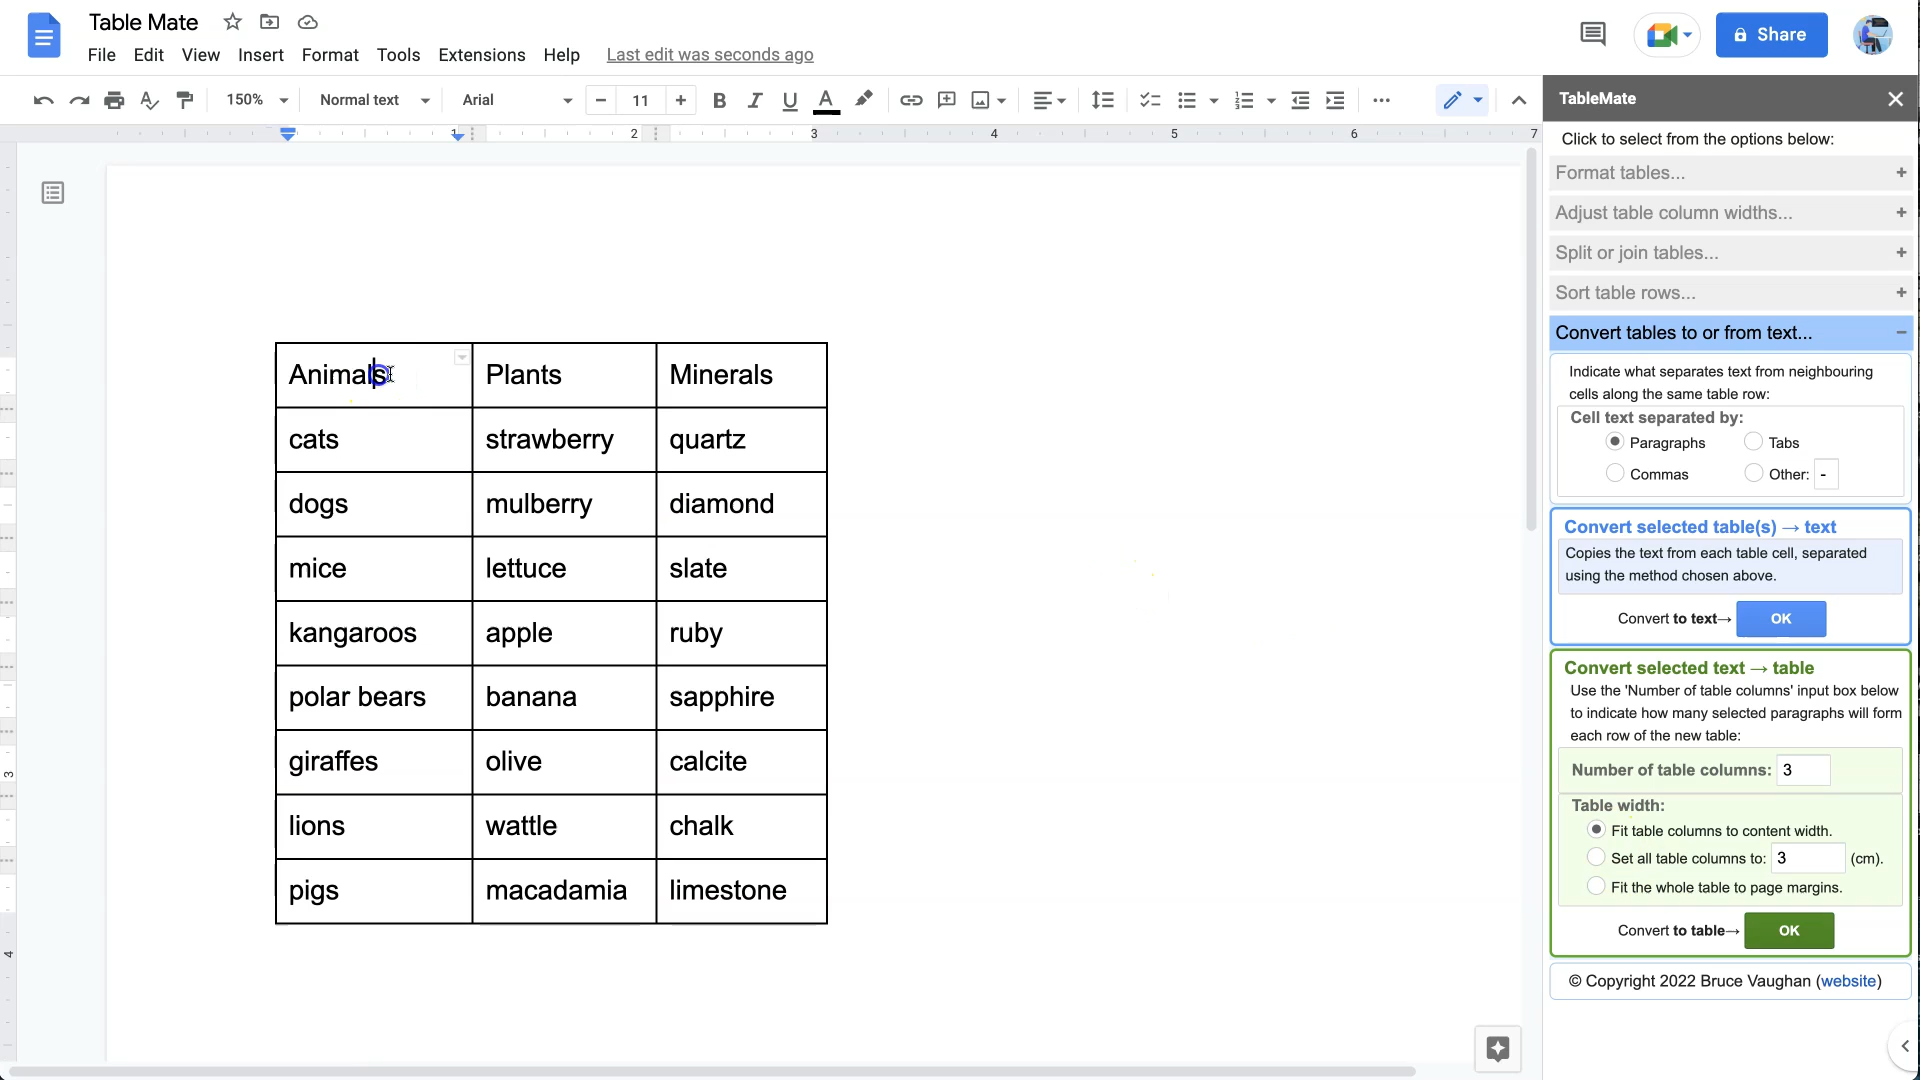 Table Mate
File Edit View Insert Format Tools Extensions Help Last edit was seconds ago
Share
150% Normal text Arial 11 B I U A
1 2 3 4 5 6 7
TableMate
Click to select from the options below:
Format tables... +
Adjust table column widths... +
Split or join tables... +
Sort table rows... +
Convert tables to or from text... −
Indicate what separates text from neighbouring
cells along the same table row:
Cell text separated by:
Paragraphs Tabs
Commas Other: -
Convert selected table(s) → text
Copies the text from each table cell, separated
using the method chosen above.
Convert to text→ OK
Convert selected text → table
Use the 'Number of table columns' input box below
to indicate how many selected paragraphs will form
each row of the new table:
Number of table columns: 3
Table width:
Fit table columns to content width.
Set all table columns to: 3 (cm).
Fit the whole table to page margins.
Convert to table→ OK
© Copyright 2022 Bruce Vaughan (website)
Animals Plants Minerals
cats strawberry quartz
dogs mulberry diamond
mice lettuce slate
kangaroos apple ruby
polar bears banana sapphire
giraffes olive calcite
lions wattle chalk
pigs macadamia limestone
3
4